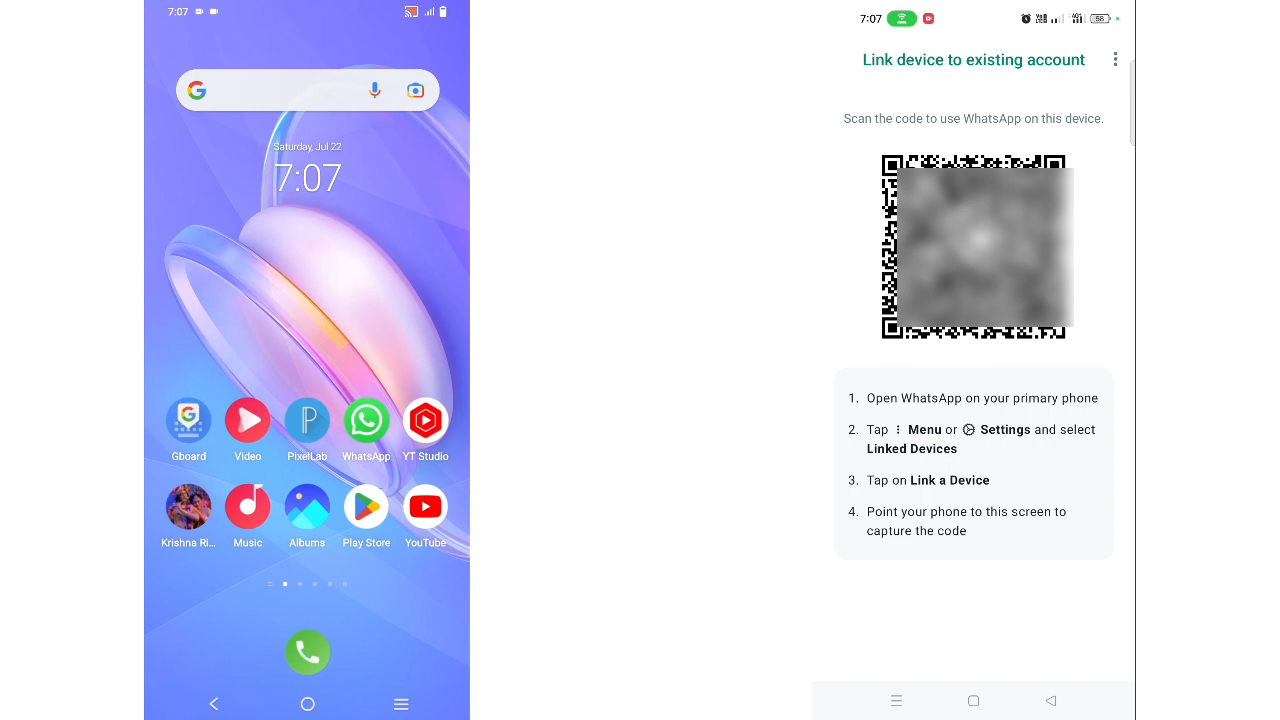 7:07
Saturday, Jul 22
7:07
Gboard
Video
PixelLab
WhatsApp
YT Studio
Krishna Ri...
Music
Albums
Play Store
YouTube
7:07
58
Link device to existing account
Scan the code to use WhatsApp on this device.
1. Open WhatsApp on your primary phone
2. Tap Menu or Settings and select
Linked Devices
3. Tap on Link a Device
4. Point your phone to this screen to
capture the code